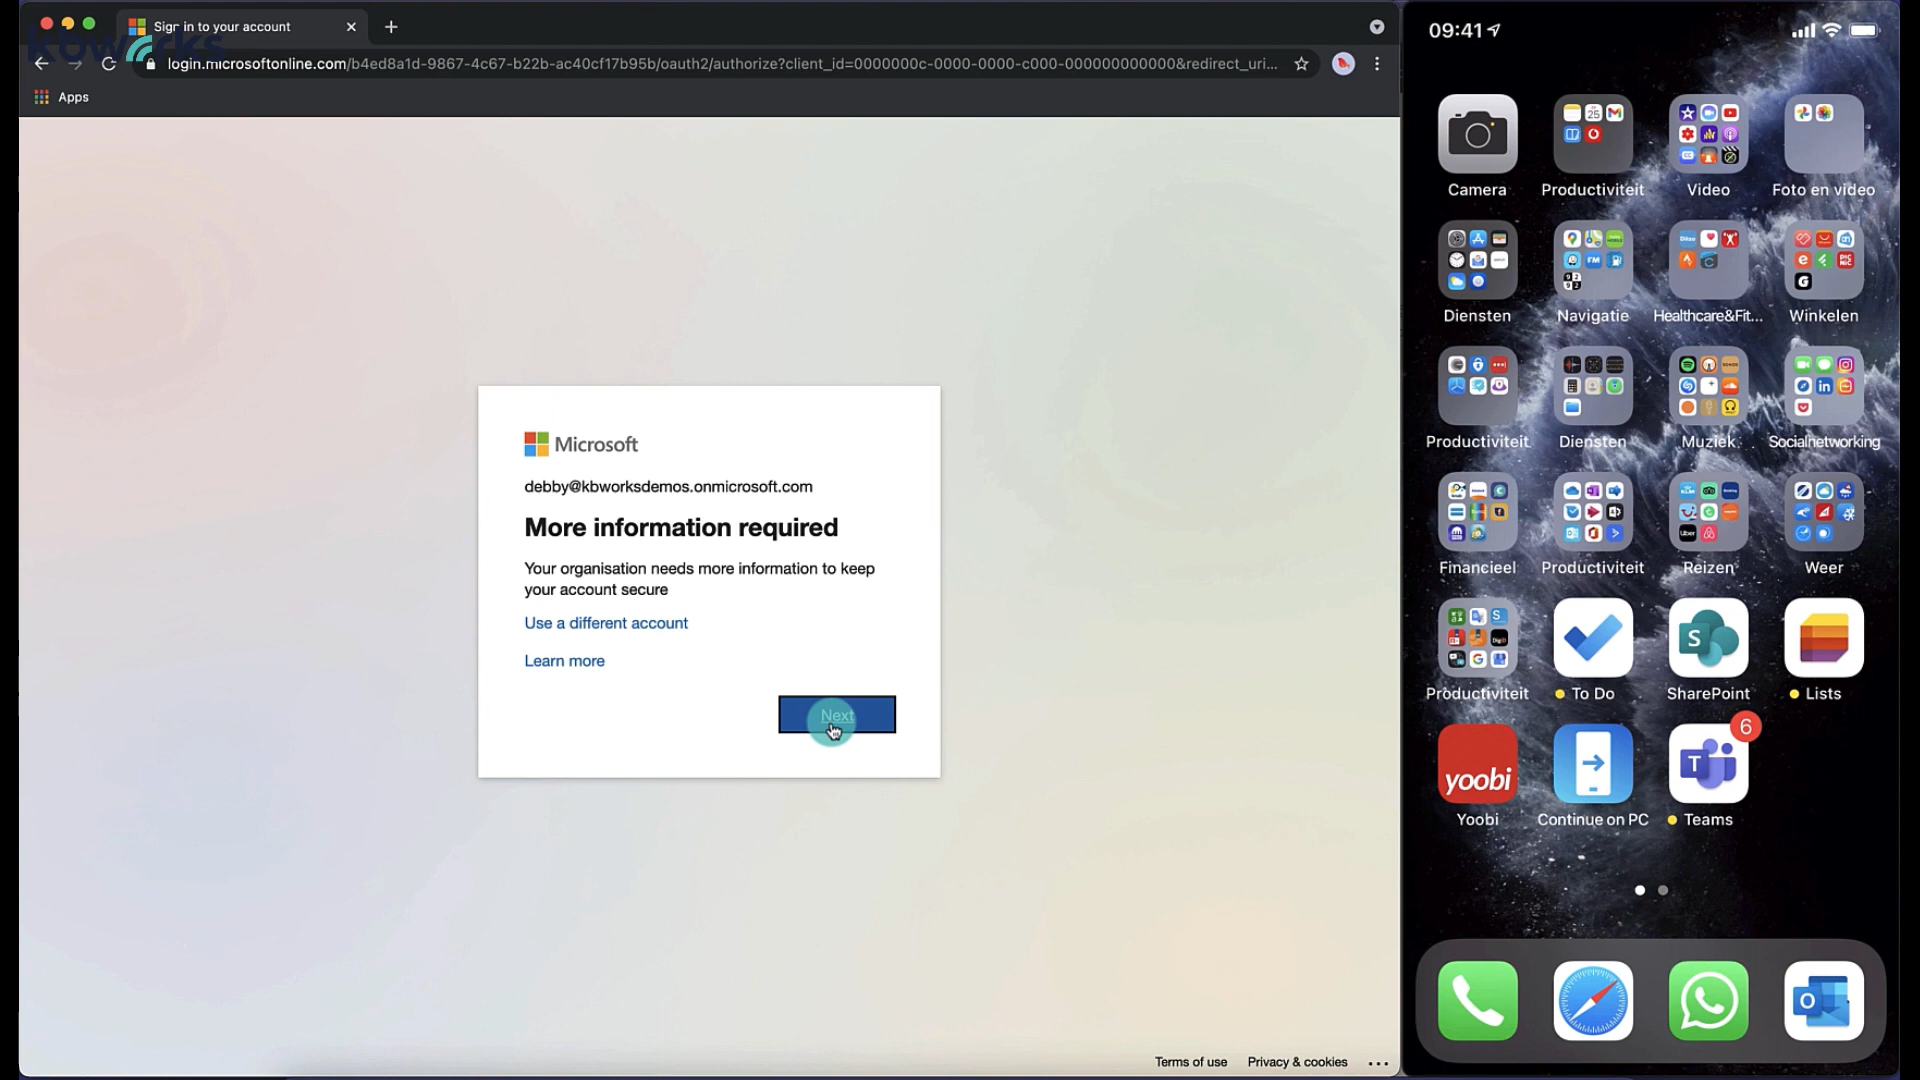 Sign in to your account
kbworks
login.microsoftonline.com/b4ed8a1d-9867-4c67-b22b-ac40cf17b95b/oauth2/authorize?client_id=0000000c-0000-0000-c000-000000000000&redirect_uri...
Apps
Microsoft
debby@kbworksdemos.onmicrosoft.com
More information required
Your organisation needs more information to keep
your account secure
Use a different account
Learn more
Next
Terms of use Privacy & cookies ...
09:41
Camera Productiviteit Video Foto en video
Diensten Navigatie Healthcare&Fit... Winkelen
Productiviteit Diensten Muziek Socialnetworking
Financieel Productiviteit Reizen Weer
S
Productiviteit To Do SharePoint Lists
6
yoobi T
Yoobi Continue on PC Teams
O